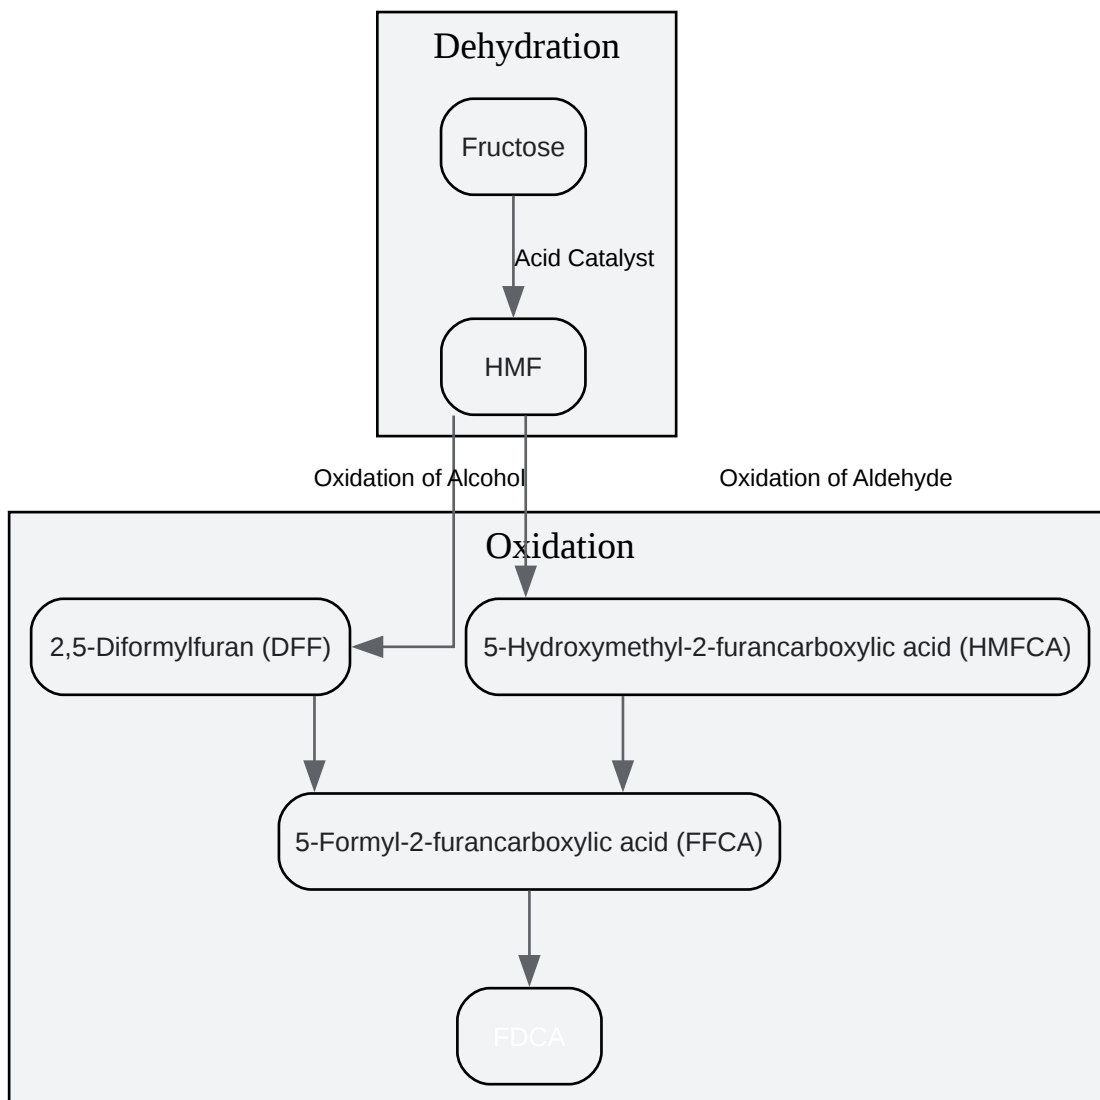 Dehydration
Fructose
Acid Catalyst
HMF
Oxidation of Alcohol
Oxidation of Aldehyde
Oxidation
2,5-Diformylfuran (DFF)
5-Hydroxymethyl-2-furancarboxylic acid (HMFCA)
5-Formyl-2-furancarboxylic acid (FFCA)
FDCA